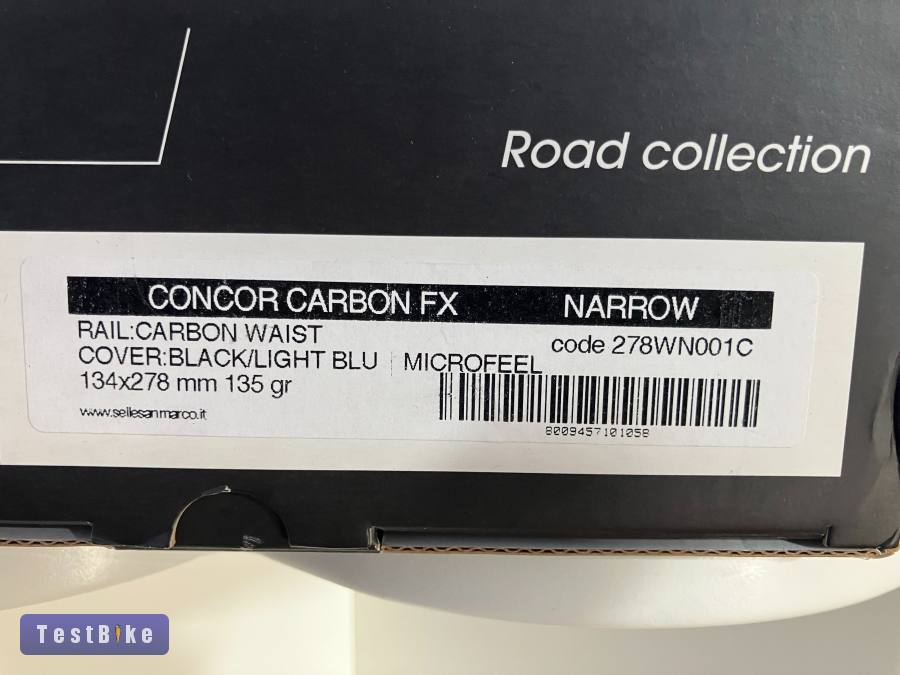 Road collection
CONCOR CARBON FX NARROW
RAIL:CARBON WAIST
code 278WN001C
COVER:BLACK/LIGHT BLU MICROFEEL
134x278 mm 135 gr
www.sellesanmarco.it
8009457101058
TestBike